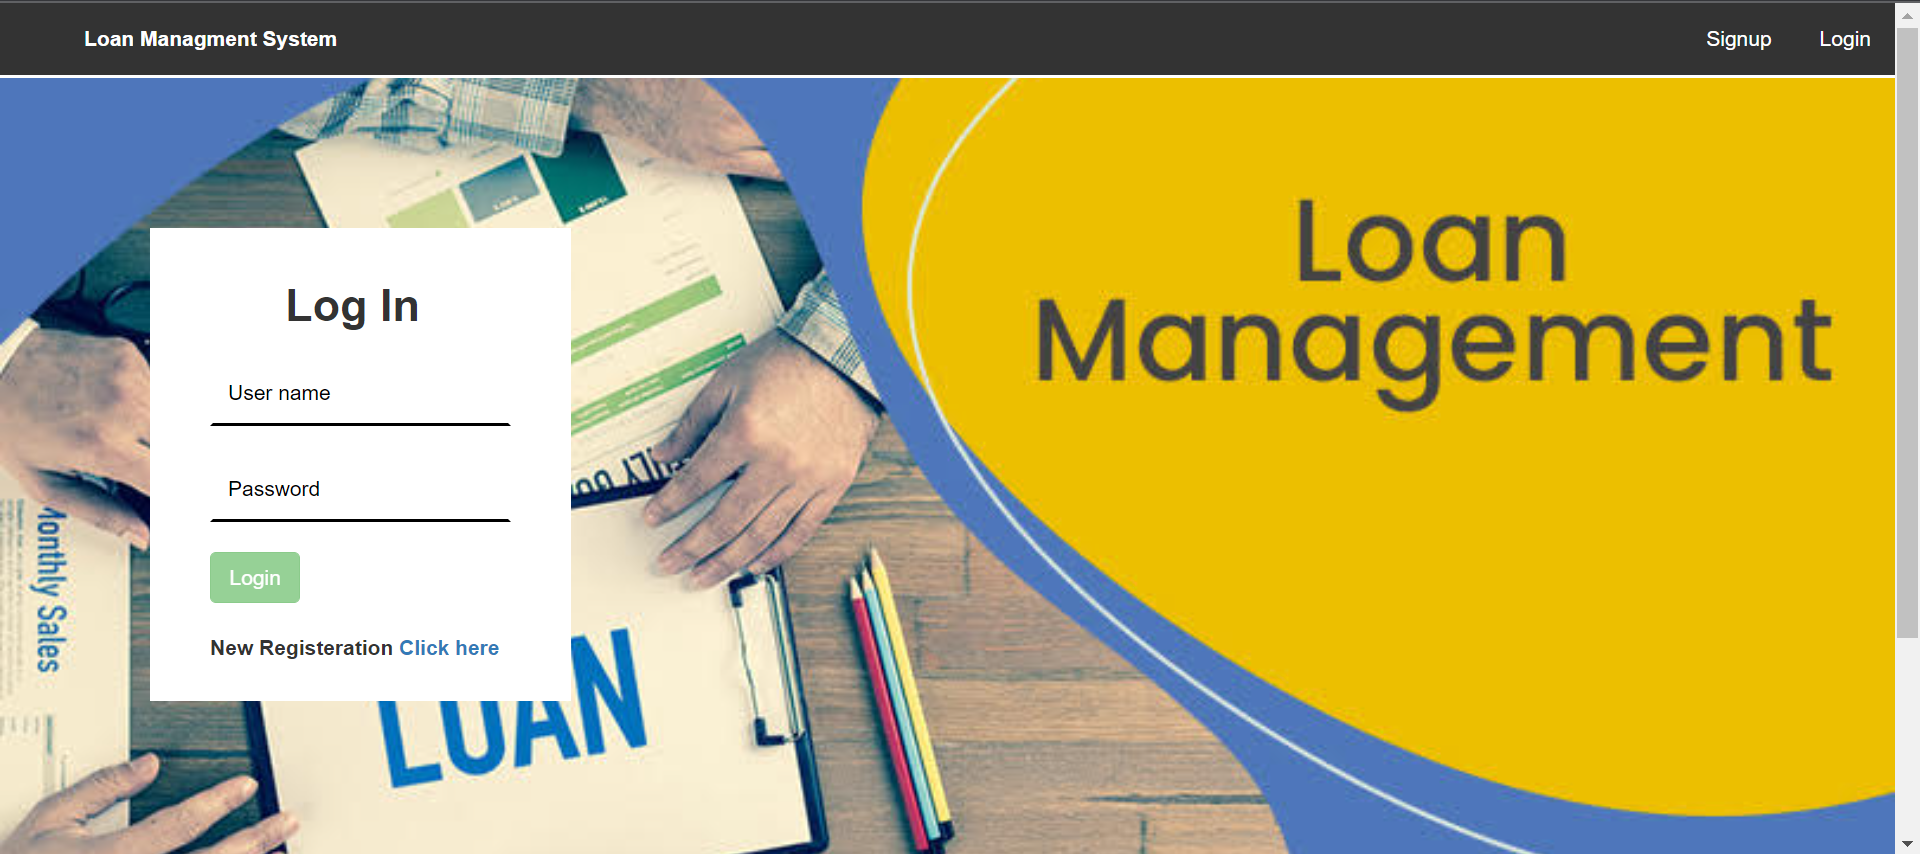 Loan Managment System
Signup
Login
Loan
Management
Log In
User name
Password
Login
New Registeration Click here
Monthly Sales
LOAN